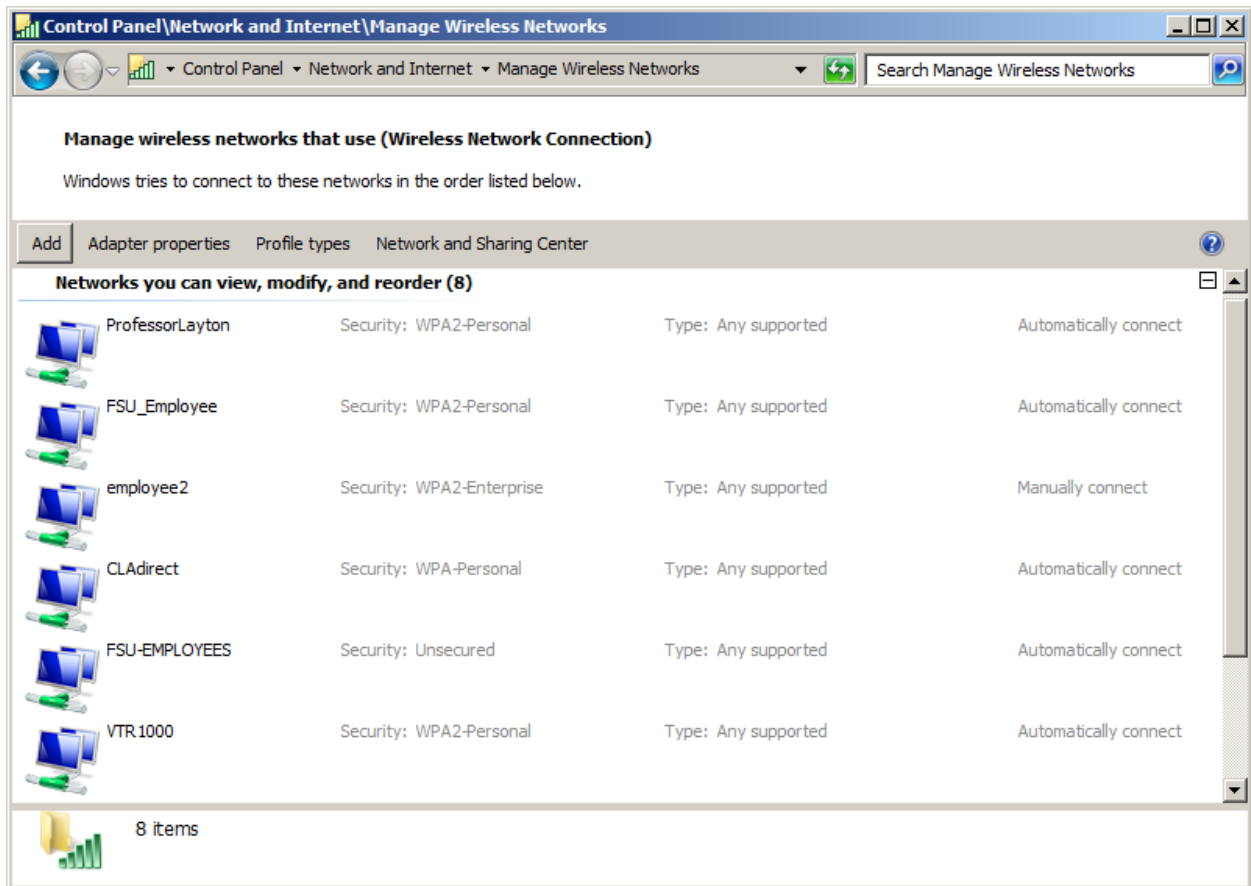 Control Panel\Network and Internet\Manage Wireless Networks
Control Panel Network and Internet Manage Wireless Networks Search Manage Wireless Networks
Manage wireless networks that use (Wireless Network Connection)
Windows tries to connect to these networks in the order listed below.
Add Adapter properties Profile types Network and Sharing Center ?
Networks you can view, modify, and reorder (8)
ProfessorLayton Security: WPA2-Personal Type: Any supported Automatically connect
FSU_Employee Security: WPA2-Personal Type: Any supported Automatically connect
employee2 Security: WPA2-Enterprise Type: Any supported Manually connect
CLAdirect Security: WPA-Personal Type: Any supported Automatically connect
FSU-EMPLOYEES Security: Unsecured Type: Any supported Automatically connect
VTR1000 Security: WPA2-Personal Type: Any supported Automatically connect
8 items